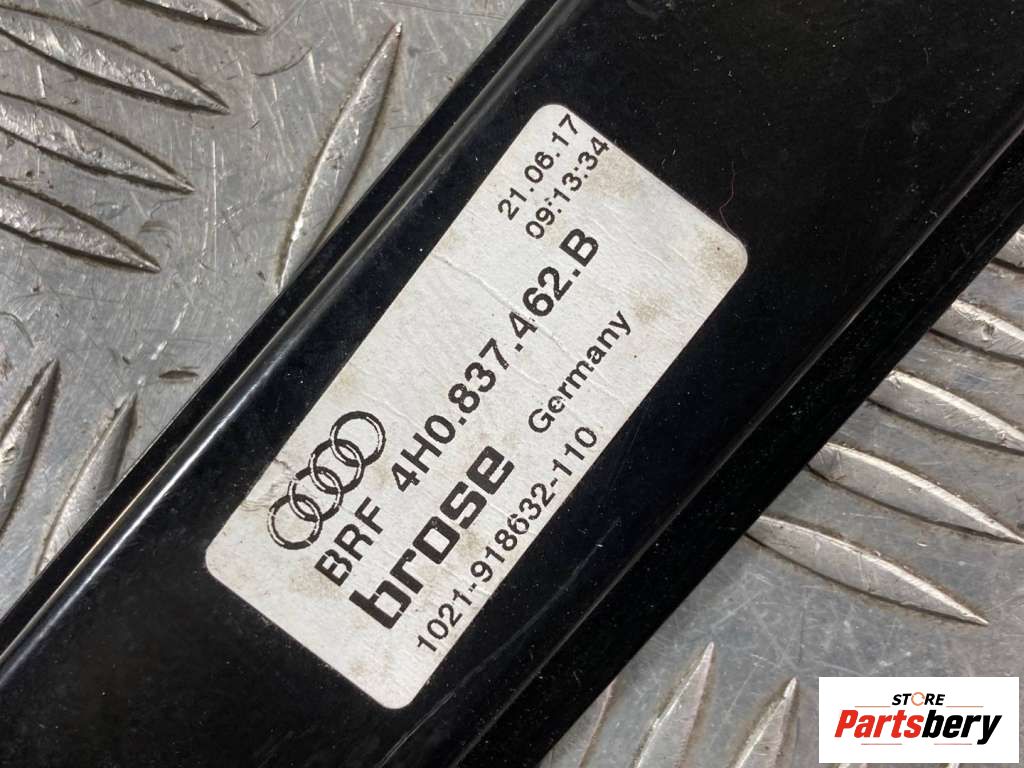 21.06.17
09:13:34
BRF 4H0.837.462.B
brose Germany
1021-918632-110
STORE
Partsbery